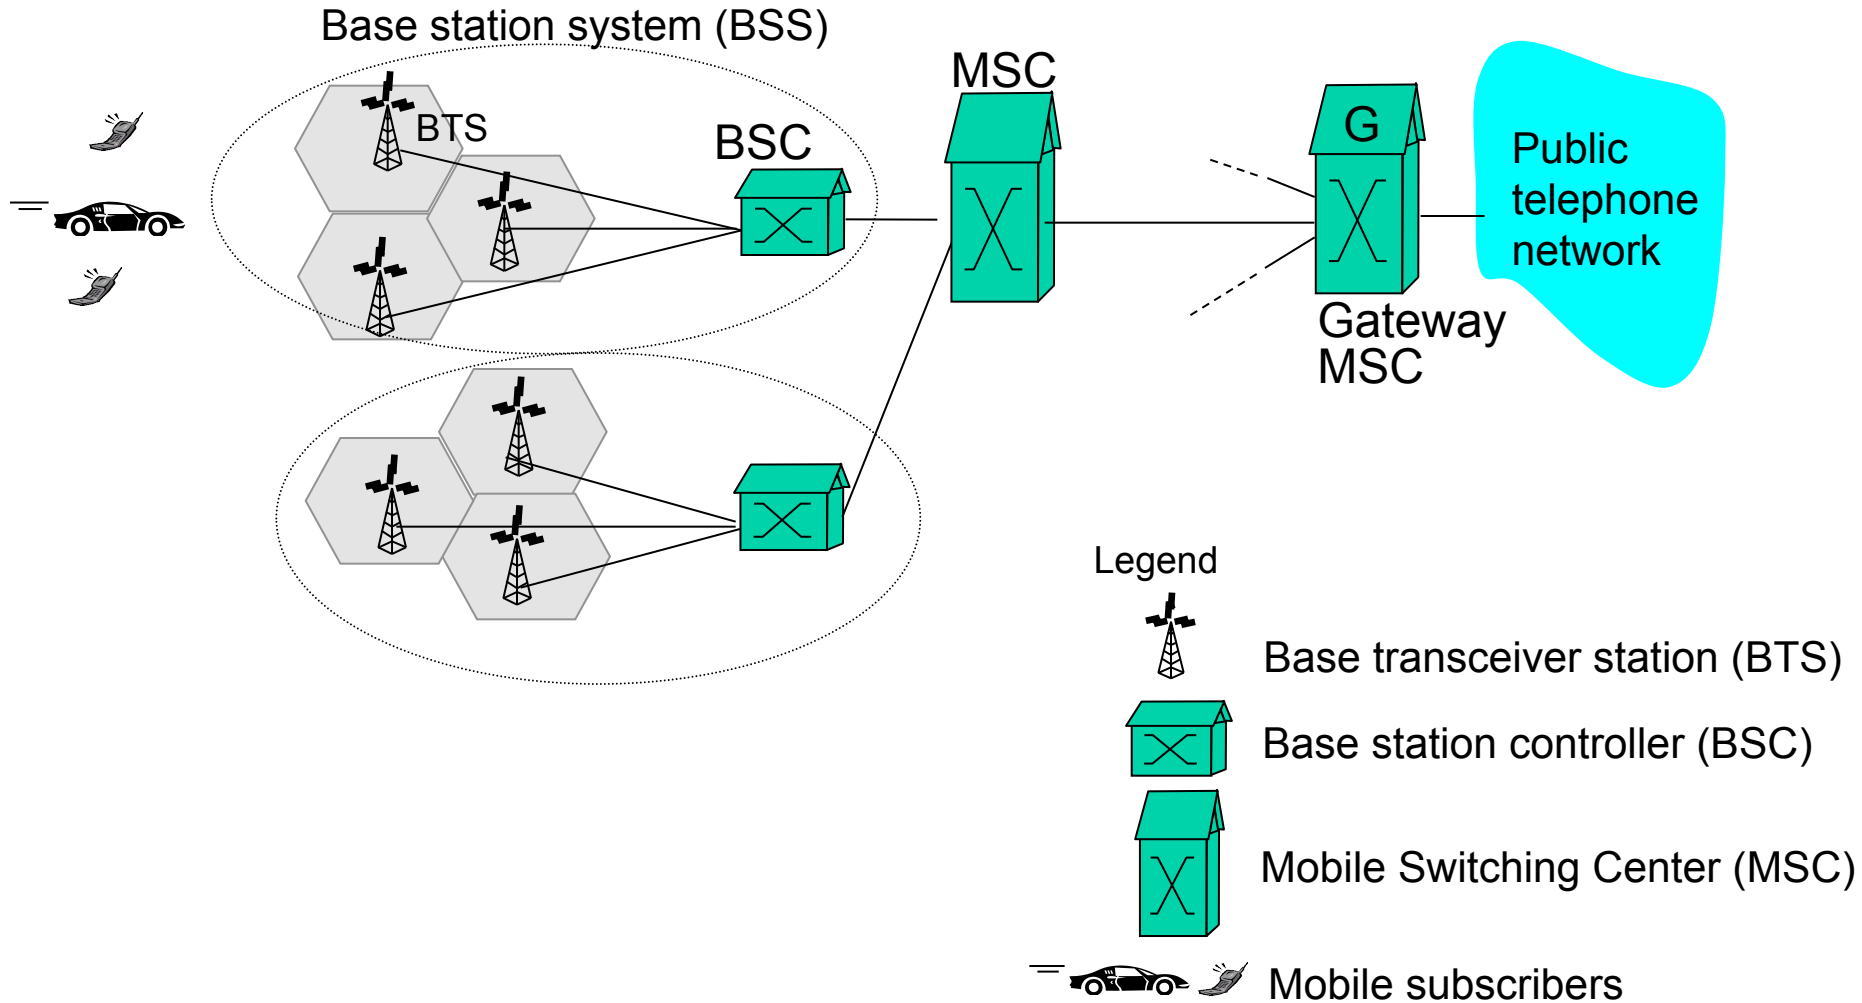 Base station system (BSS)
BTS
BSC
MSC
G
Gateway
MSC
Public
telephone
network
Legend
Base transceiver station (BTS)
Base station controller (BSC)
Mobile Switching Center (MSC)
Mobile subscribers